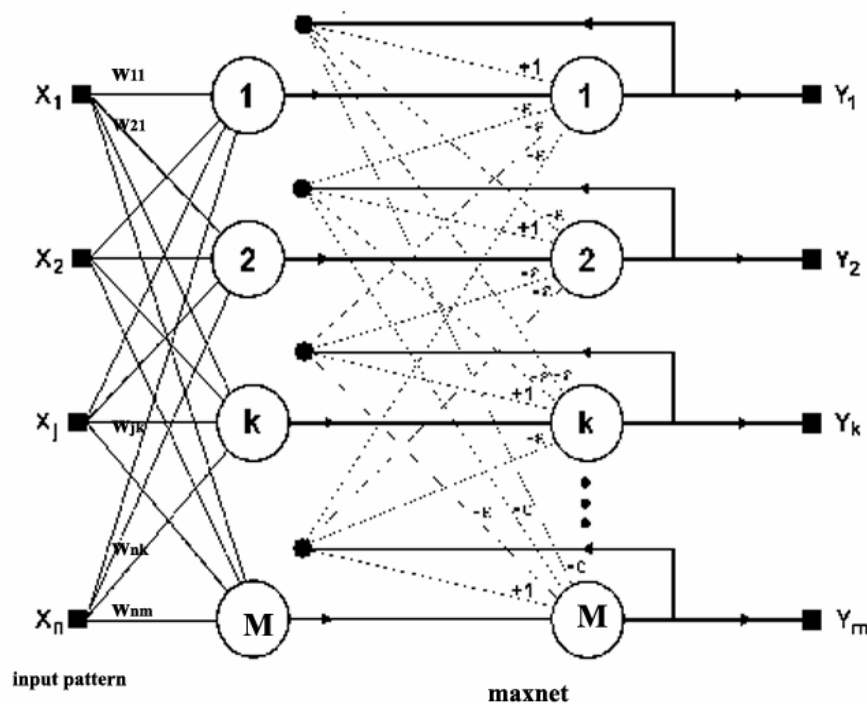 X1 w11 1 +1 1 Y1
w21 -ε
-ε
-ε
X2 2 +1 -ε 2 Y2
-ε
-ε
Xj wjk k +1 -ε -ε k Yk
-ε
-ε -c
wnk -c
Xn wnm M +1 M Ym
input pattern
maxnet